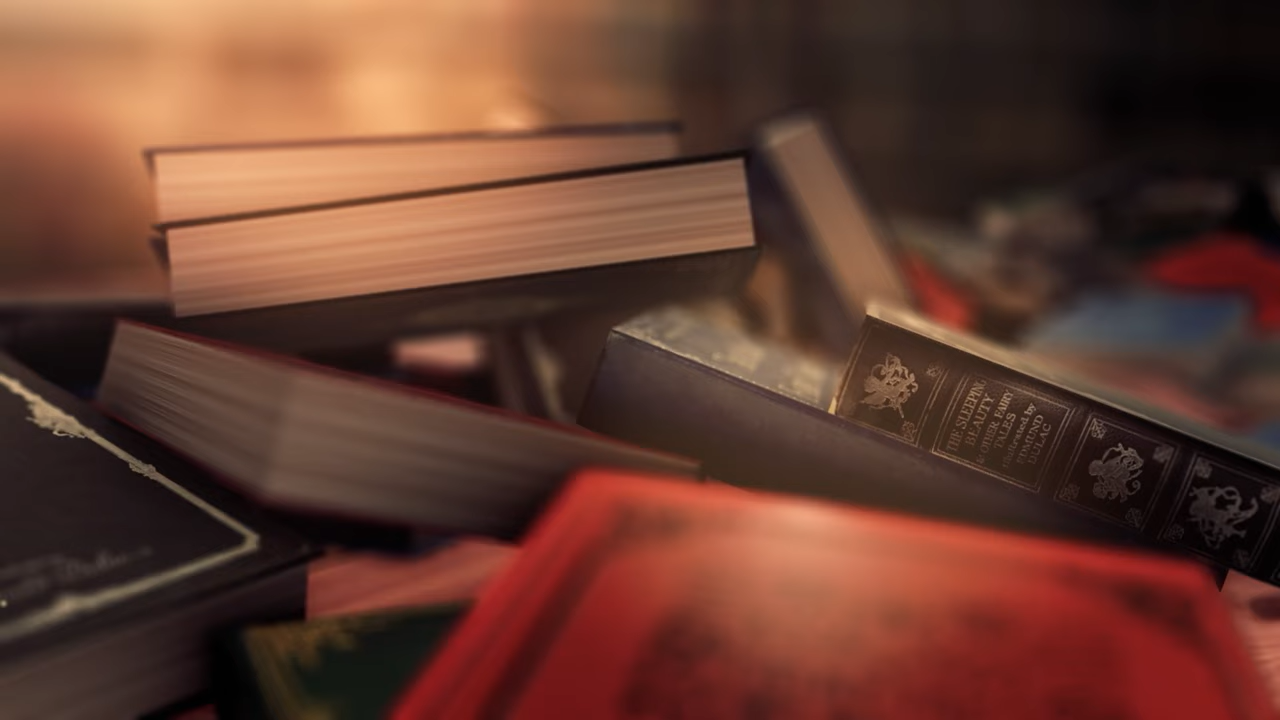 THE SLEEPING
BEAUTY
& OTHER FAIRY
TALES
Illustrated by
EDMUND
DULAC